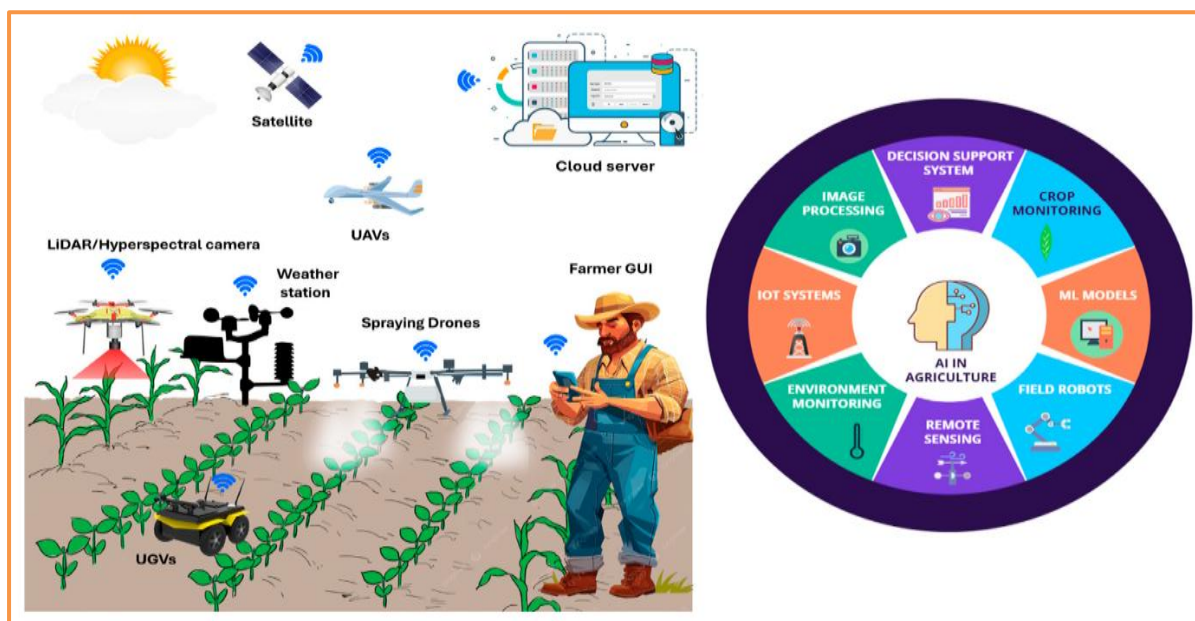 Satellite
Cloud server
UAVs
LiDAR/Hyperspectral camera
Weather
station
Farmer GUI
Spraying Drones
UGVs
DECISION SUPPORT
SYSTEM
IMAGE
PROCESSING
CROP
MONITORING
IOT SYSTEMS
ML MODELS
AI IN
AGRICULTURE
ENVIRONMENT
MONITORING
FIELD ROBOTS
REMOTE
SENSING